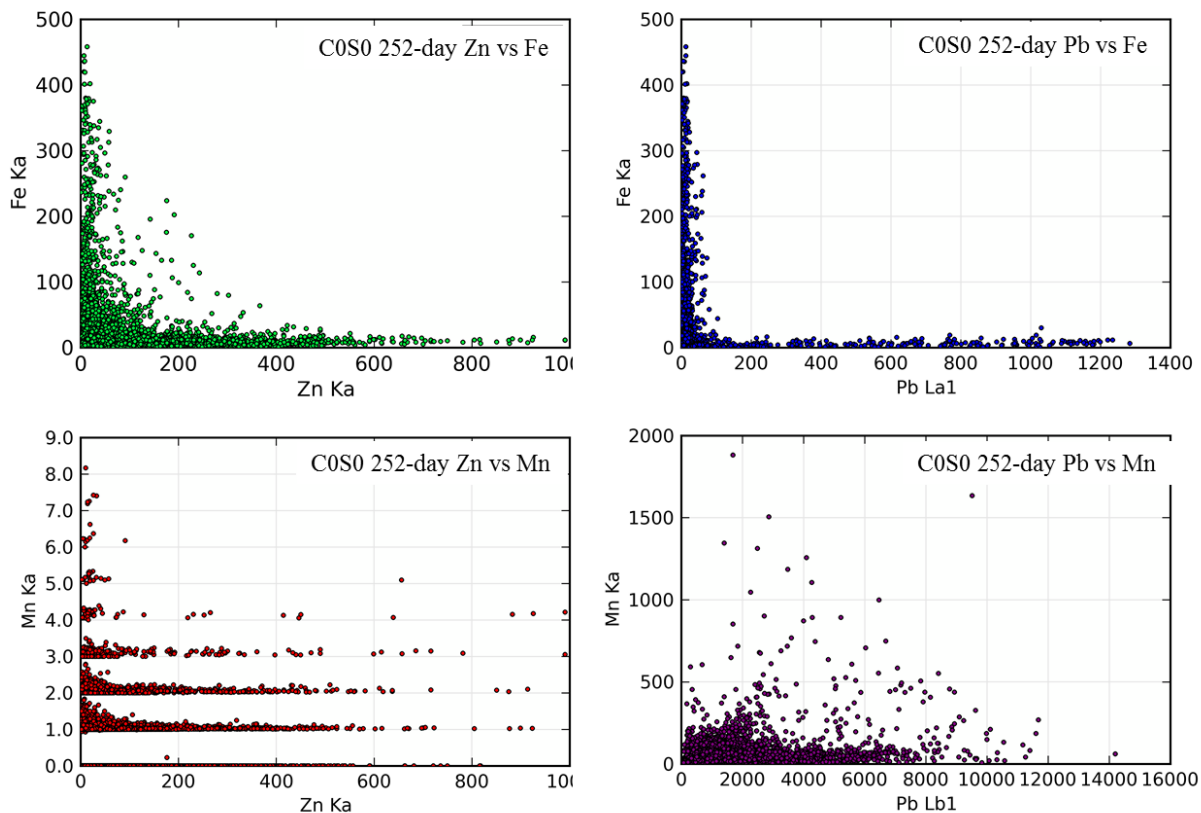 C0S0 252-day Zn vs Fe
500
400
300
200
100
0
Fe Ka
0 200 400 600 800 100
Zn Ka
C0S0 252-day Pb vs Fe
500
400
300
200
100
0
Fe Ka
0 200 400 600 800 1000 1200 1400
Pb La1
C0S0 252-day Zn vs Mn
9.0
8.0
7.0
6.0
5.0
4.0
3.0
2.0
1.0
0.0
Mn Ka
0 200 400 600 800 100
Zn Ka
C0S0 252-day Pb vs Mn
2000
1500
1000
500
0
Mn Ka
0 2000 4000 6000 8000 10000 12000 14000 16000
Pb Lb1